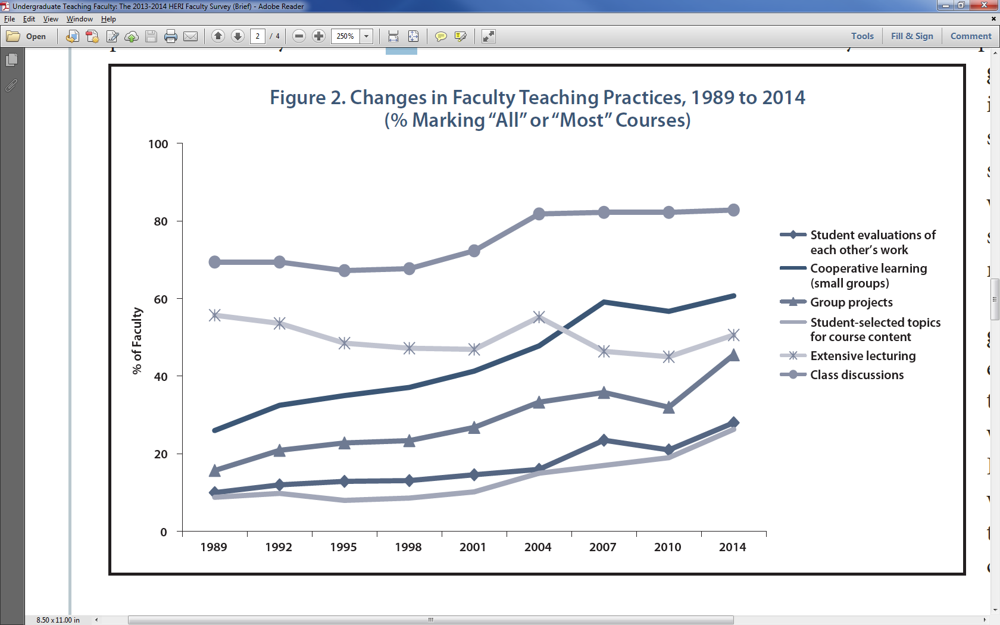 Undergraduate Teaching Faculty: The 2013-2014 HERI Faculty Survey (Brief) - Adobe Reader
File Edit View Window Help
Open 2 / 4 250% Tools Fill & Sign Comment
Figure 2. Changes in Faculty Teaching Practices, 1989 to 2014
(% Marking “All” or “Most” Courses)
% of Faculty
100
80
60
40
20
0
1989 1992 1995 1998 2001 2004 2007 2010 2014
Student evaluations of
each other’s work
Cooperative learning
(small groups)
Group projects
Student-selected topics
for course content
Extensive lecturing
Class discussions
8.50 x 11.00 in